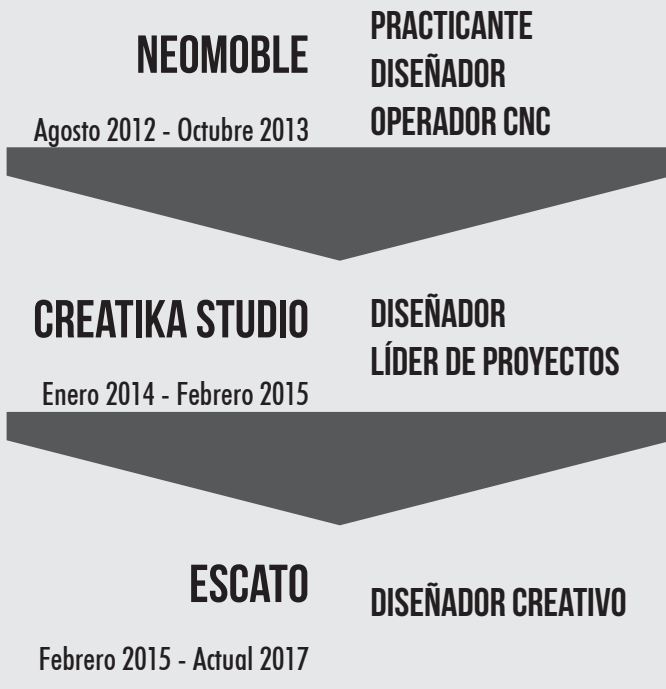 NEOMOBLE
Agosto 2012 - Octubre 2013
PRACTICANTE
DISEÑADOR
OPERADOR CNC
CREATIKA STUDIO
Enero 2014 - Febrero 2015
DISEÑADOR
LÍDER DE PROYECTOS
ESCATO
Febrero 2015 - Actual 2017
DISEÑADOR CREATIVO